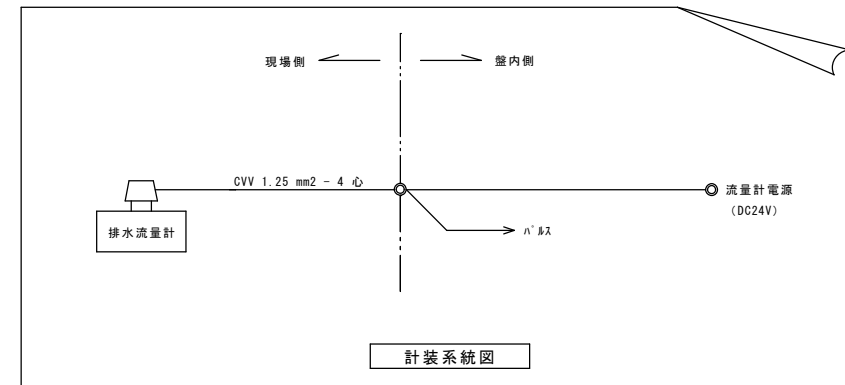 現場側
盤内側
CVV 1.25 mm2 - 4 心
流量計電源
(DC24V)
排水流量計
ﾊﾟﾙｽ
計装系統図